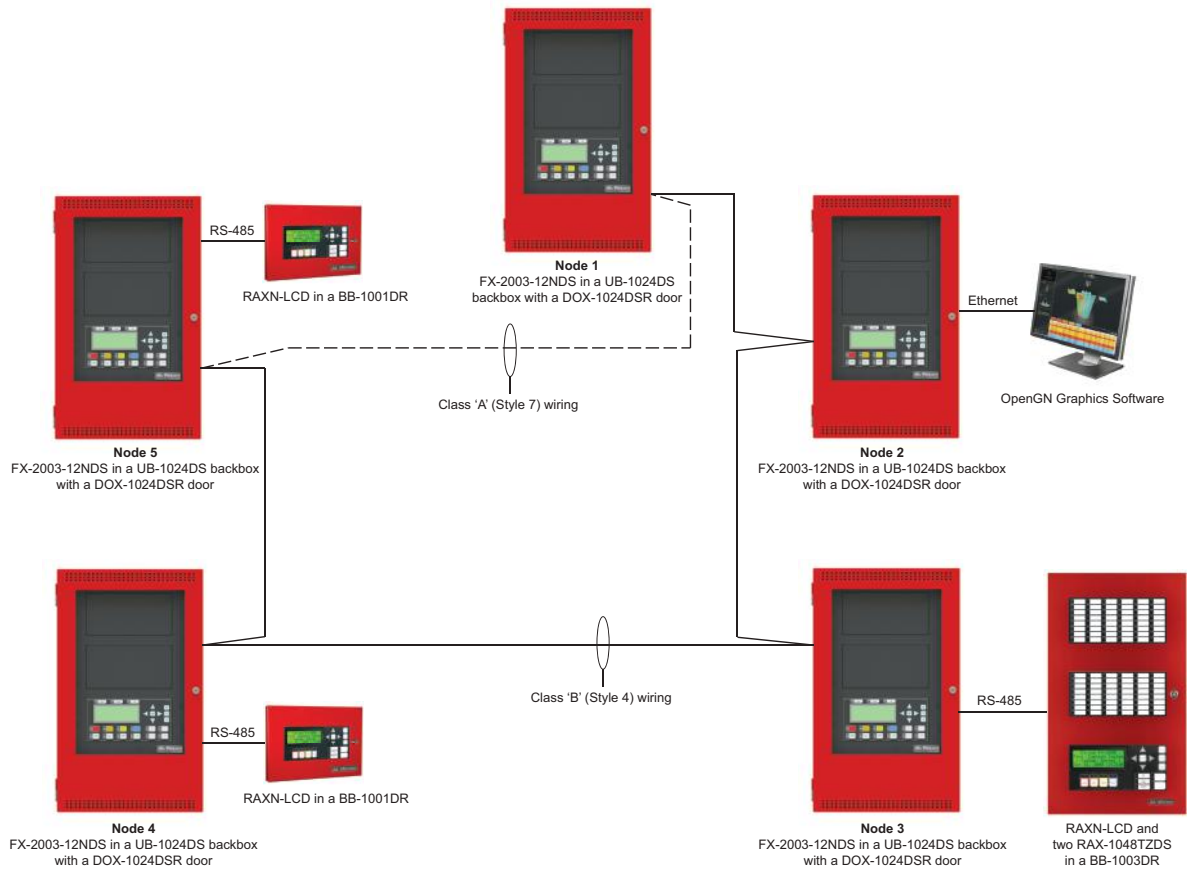 Node 1
FX-2003-12NDS in a UB-1024DS
backbox with a DOX-1024DSR door
RS-485
RAXN-LCD in a BB-1001DR
Ethernet
OpenGN Graphics Software
Class ‘A’ (Style 7) wiring
Node 5
FX-2003-12NDS in a UB-1024DS backbox
with a DOX-1024DSR door
Node 2
FX-2003-12NDS in a UB-1024DS backbox
with a DOX-1024DSR door
Class ‘B’ (Style 4) wiring
RS-485
RAXN-LCD in a BB-1001DR
RS-485
Node 4
FX-2003-12NDS in a UB-1024DS backbox
with a DOX-1024DSR door
Node 3
FX-2003-12NDS in a UB-1024DS backbox
with a DOX-1024DSR door
RAXN-LCD and
two RAX-1048TZDS
in a BB-1003DR